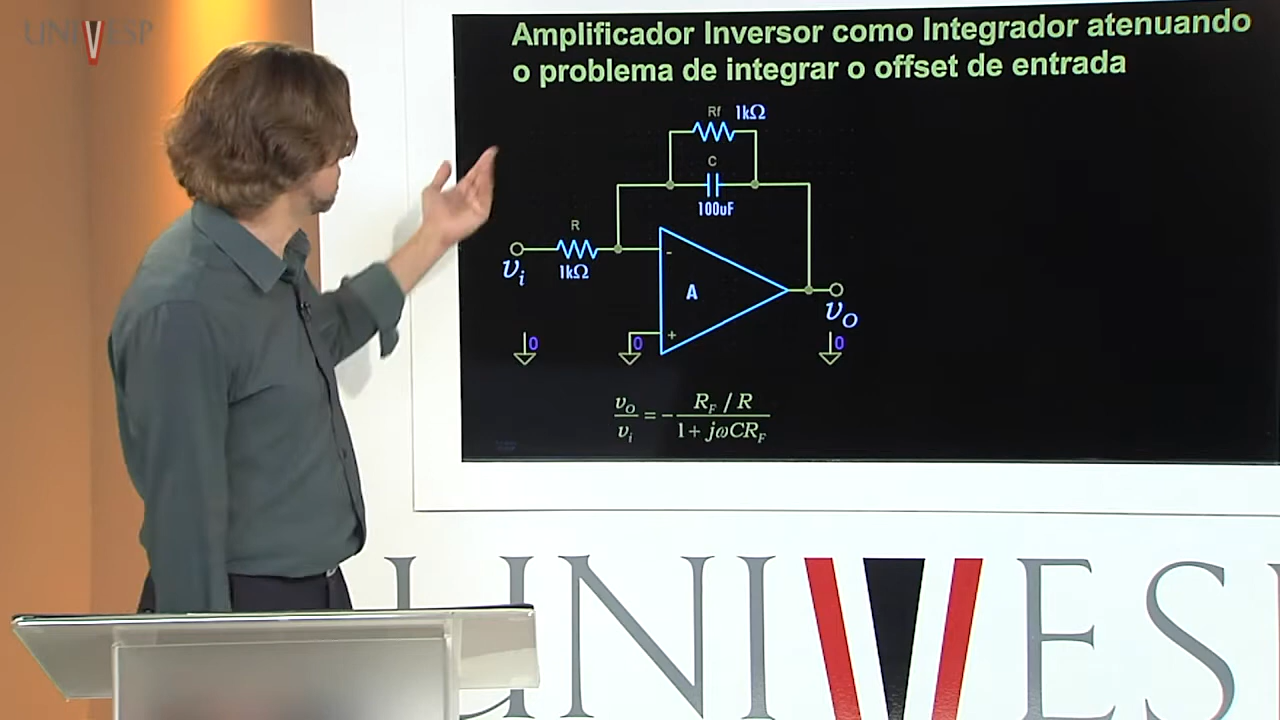 UNIVESP
Amplificador Inversor como Integrador atenuando
o problema de integrar o offset de entrada
Rf 1kΩ
C
100uF
R
1kΩ
v_i
-
A
+
v_O
0
0
0
v_O / v_i = - (R_F / R) / (1 + jωCR_F)
UNIVES